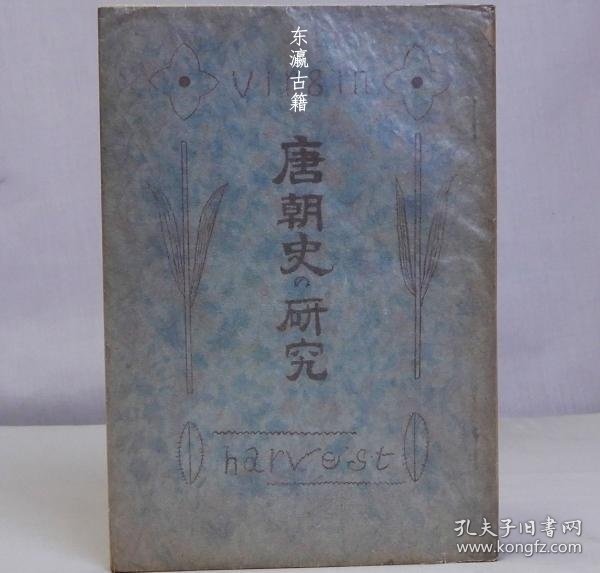 东瀛古籍
virgin
唐朝史の研究
harvest
孔夫子旧书网
www.kongfz.com